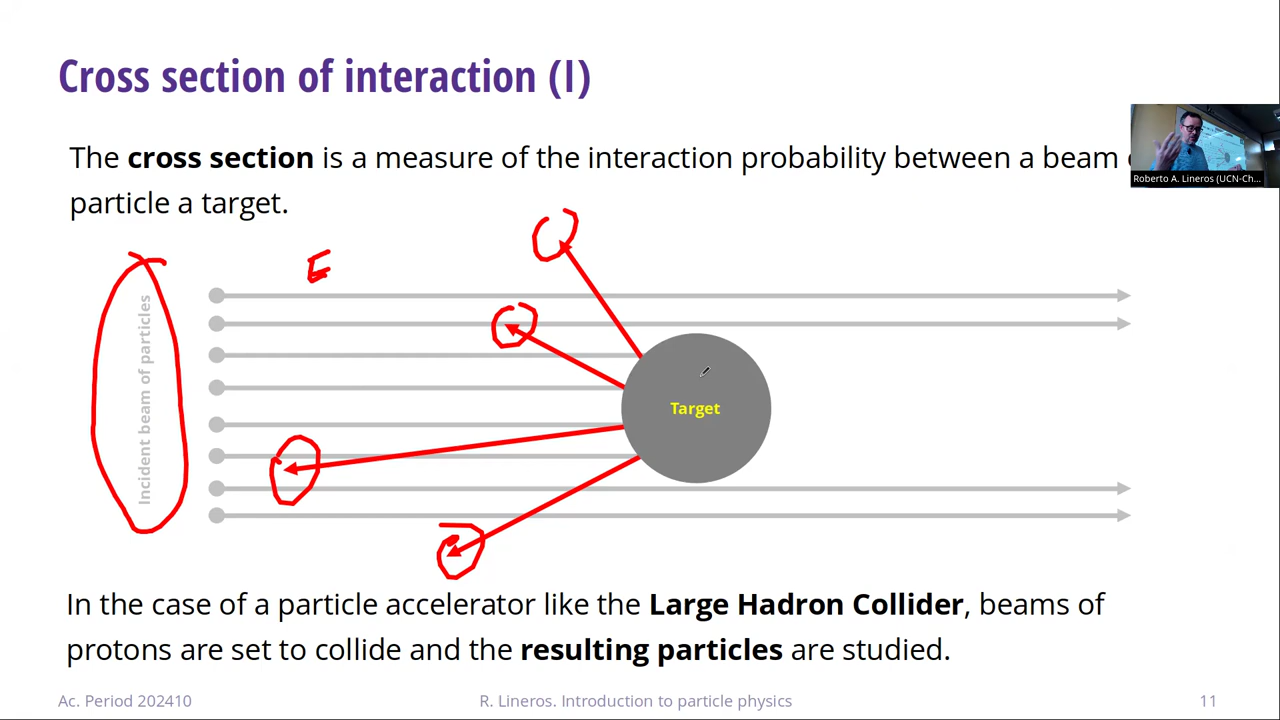 Cross section of interaction (I)
The cross section is a measure of the interaction probability between a beam
particle a target.
Roberto A. Lineros (UCN-Ch...
E
Incident beam of particles
Target
In the case of a particle accelerator like the Large Hadron Collider, beams of
protons are set to collide and the resulting particles are studied.
Ac. Period 202410
R. Lineros. Introduction to particle physics
11